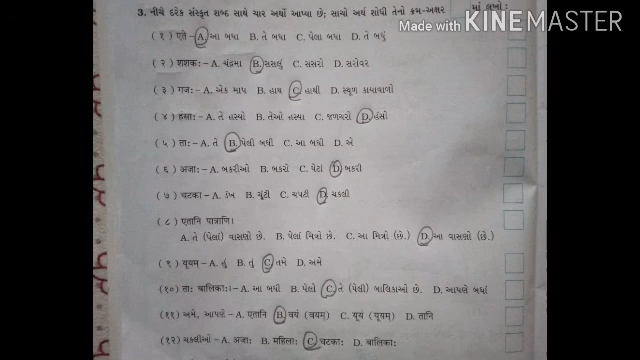 Made With
KINEMASTER
3. નીચે દરેક સંસ્કૃત શબ્દ સાથે ચાર અર્થો આપ્યા છે; સાચો અર્થ શોધી તેનો ક્રમ-અક્ષર માં લખો :
(૧) एते - A. આ બધા B. તે બધા C. પેલા બધા D. તે બધું
(૨) शशकः - A. ચંદ્રમા B. સસલું C. સસરો D. સરોવર
(૩) गजः - A. એક માપ B. હાથ C. હાથી D. સ્થૂળ કાયાવાળો
(૪) हंसाः - A. તે હસ્યો B. તેઓ હસ્યા C. જળચરો D. હંસો
(૫) ताः - A. તે B. પેલી બધી C. આ બધી D. એ
(૬) अजाः - A. બકરીઓ B. બકરો C. પેટી D. બકરી
(૭) चटका - A. ડંખ B. ચૂંટી C. ચપટી D. ચકલી
(૮) एतानि पात्राणि।
A. તે (પેલાં) વાસણો છે. B. પેલાં મિત્રો છે. C. આ મિત્રો (છે.) D. આ વાસણો (છે.)
(૯) यूयम् - A. હું B. તું C. તમે D. અમે
(૧૦) ताः बालिकाः। - A. આ બધી B. પેલો C. તે (પેલી) બાલિકાઓ છે. D. આપણે બધાં
(૧૧) અમે, આપણે - A. एतानि B. वयं (वयम्) C. यूयं (यूयम्) D. तानि
(૧૨) ચકલીઓ - A. अजाः B. महिलाः C. चटकाः D. बालिकाः